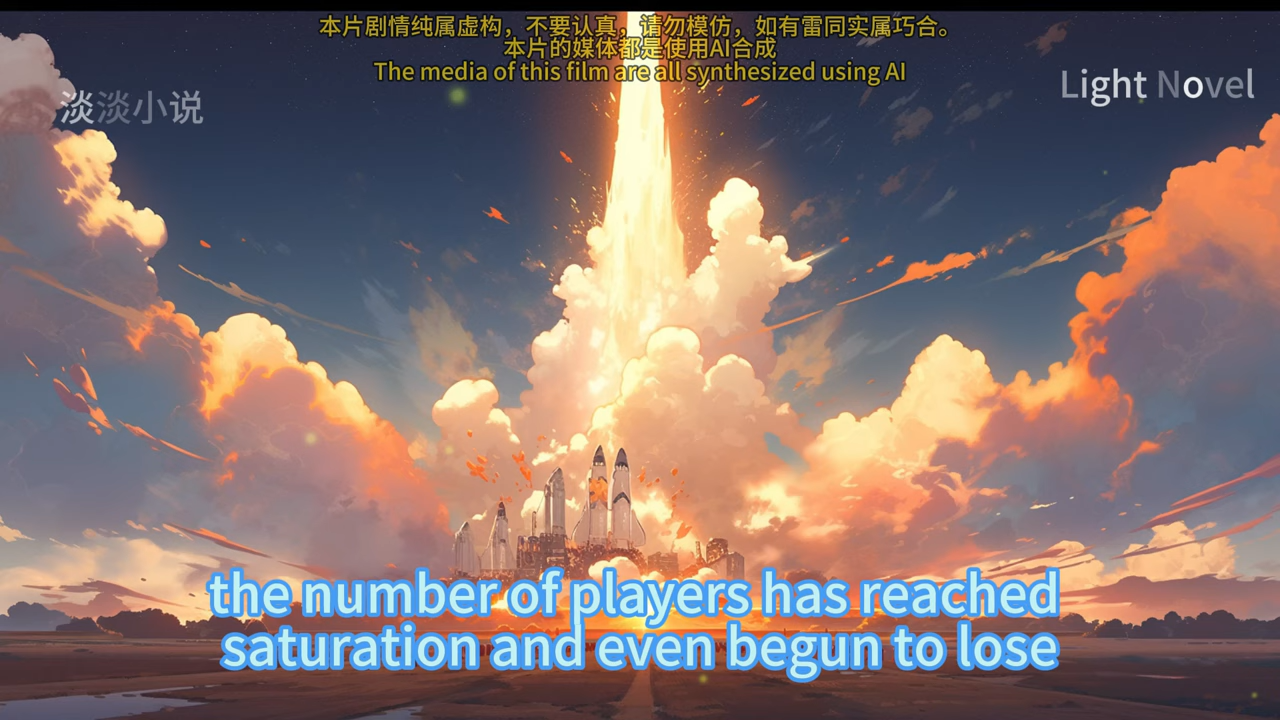 本片剧情纯属虚构，不要认真，请勿模仿，如有雷同实属巧合。
本片的媒体都是使用AI合成
The media of this film are all synthesized using AI
淡淡小说
Light Novel
the number of players has reached
saturation and even begun to lose